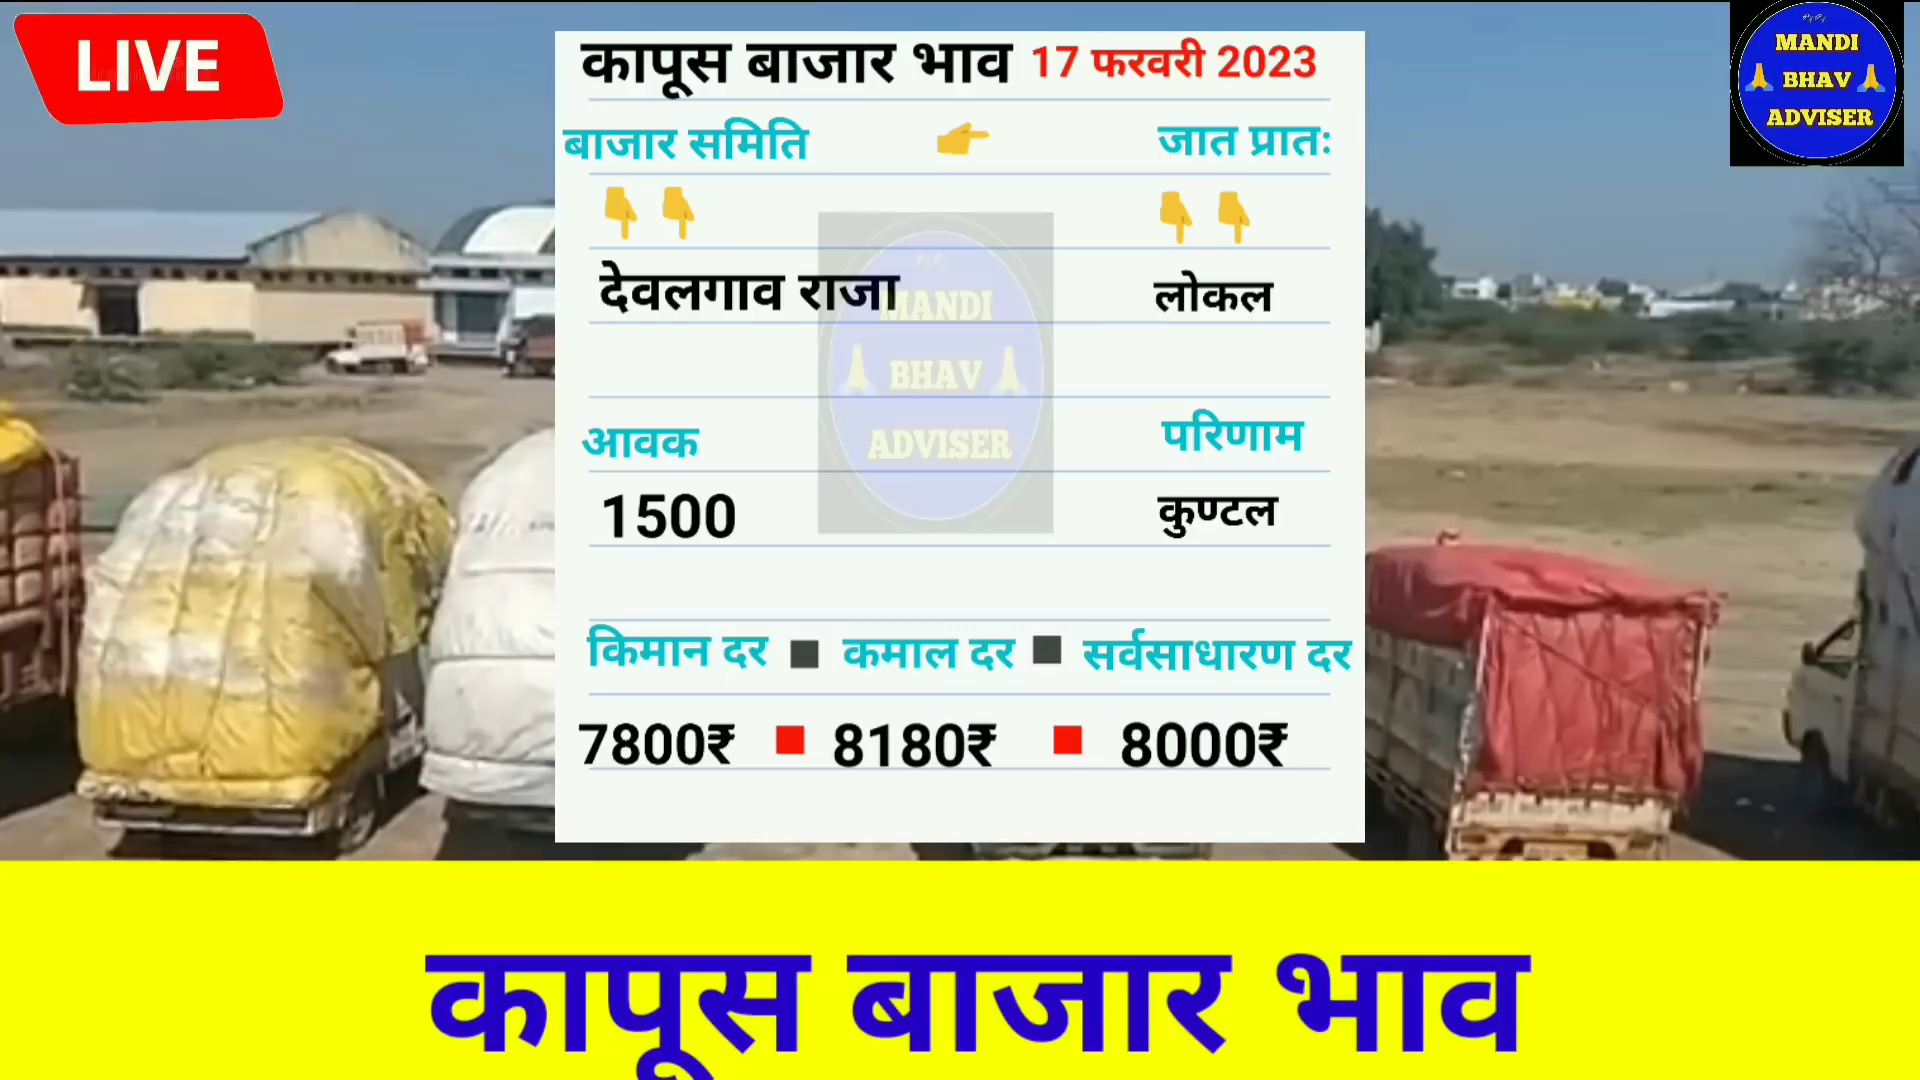 LIVE
MANDI
BHAV
ADVISER
कापूस बाजार भाव 17 फरवरी 2023
बाजार समिति जात प्रातः
देवलगाव राजा लोकल
MANDI
BHAV
ADVISER
आवक परिणाम
1500 कुण्टल
किमान दर कमाल दर सर्वसाधारण दर
7800₹ 8180₹ 8000₹
कापूस बाजार भाव